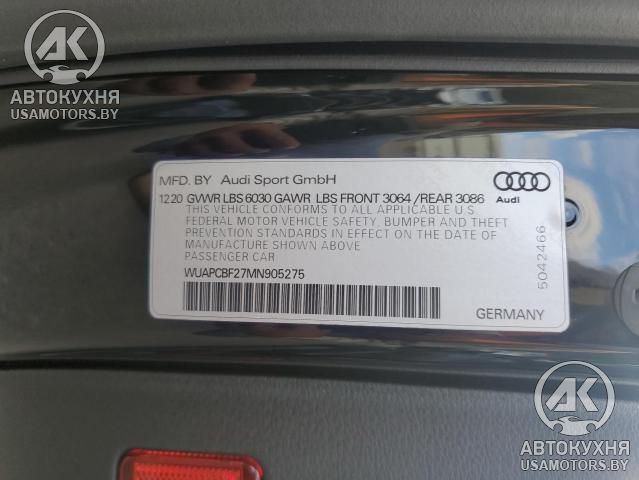 AK
АВТОКУХНЯ
USAMOTORS.BY
MFD. BY Audi Sport GmbH
Audi
1220 GVWR LBS 6030 GAWR LBS FRONT 3064 /REAR 3086
THIS VEHICLE CONFORMS TO ALL APPLICABLE U.S.
FEDERAL MOTOR VEHICLE SAFETY, BUMPER AND THEFT
PREVENTION STANDARDS IN EFFECT ON THE DATE OF
MANUFACTURE SHOWN ABOVE
PASSENGER CAR
WUAPCBF27MN905275
5042466
GERMANY
AK
АВТОКУХНЯ
USAMOTORS.BY